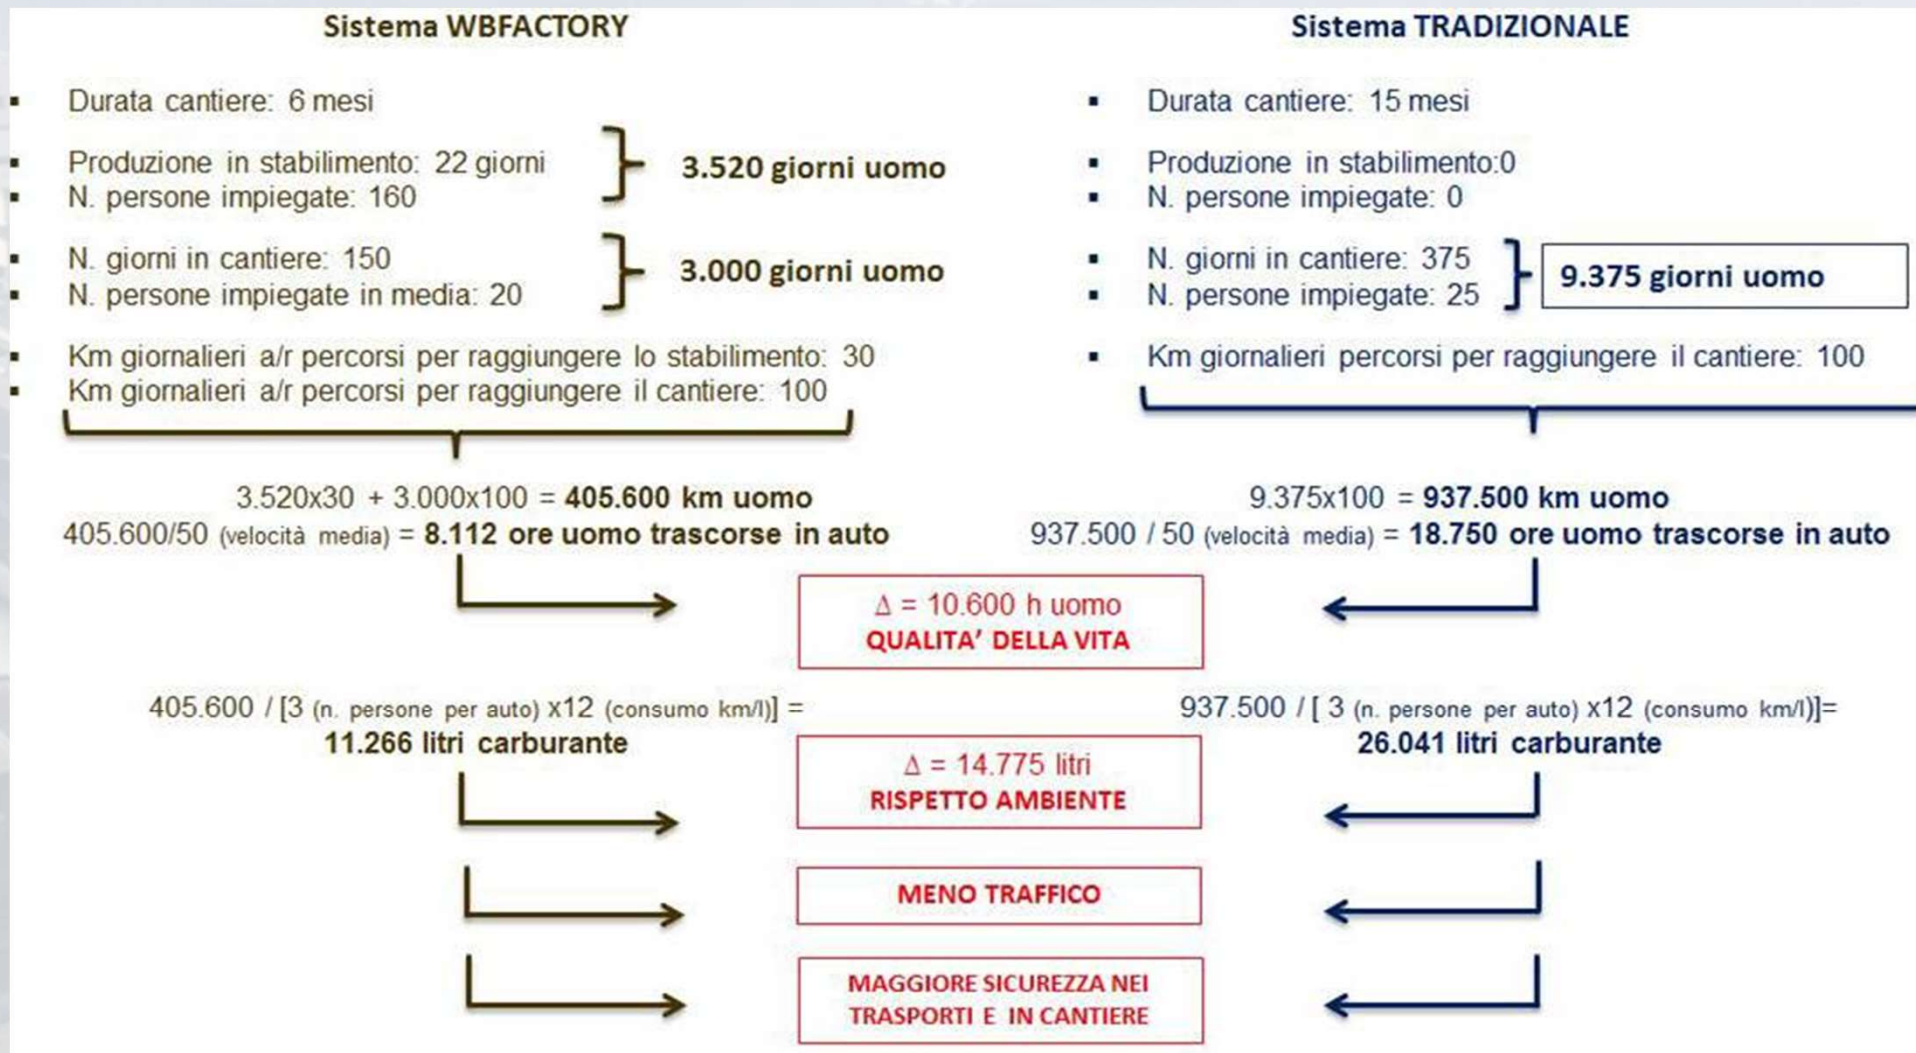 Sistema WBFACTORY
▪ Durata cantiere: 6 mesi
▪ Produzione in stabilimento: 22 giorni
▪ N. persone impiegate: 160
3.520 giorni uomo
▪ N. giorni in cantiere: 150
▪ N. persone impiegate in media: 20
3.000 giorni uomo
▪ Km giornalieri a/r percorsi per raggiungere lo stabilimento: 30
▪ Km giornalieri a/r percorsi per raggiungere il cantiere: 100
3.520x30 + 3.000x100 = 405.600 km uomo
405.600/50 (velocità media) = 8.112 ore uomo trascorse in auto
Sistema TRADIZIONALE
▪ Durata cantiere: 15 mesi
▪ Produzione in stabilimento:0
▪ N. persone impiegate: 0
▪ N. giorni in cantiere: 375
▪ N. persone impiegate: 25
9.375 giorni uomo
▪ Km giornalieri percorsi per raggiungere il cantiere: 100
9.375x100 = 937.500 km uomo
937.500 / 50 (velocità media) = 18.750 ore uomo trascorse in auto
Δ = 10.600 h uomo
QUALITA' DELLA VITA
405.600 / [3 (n. persone per auto) x12 (consumo km/l)] =
11.266 litri carburante
937.500 / [ 3 (n. persone per auto) x12 (consumo km/l)]=
26.041 litri carburante
Δ = 14.775 litri
RISPETTO AMBIENTE
MENO TRAFFICO
MAGGIORE SICUREZZA NEI
TRASPORTI E IN CANTIERE